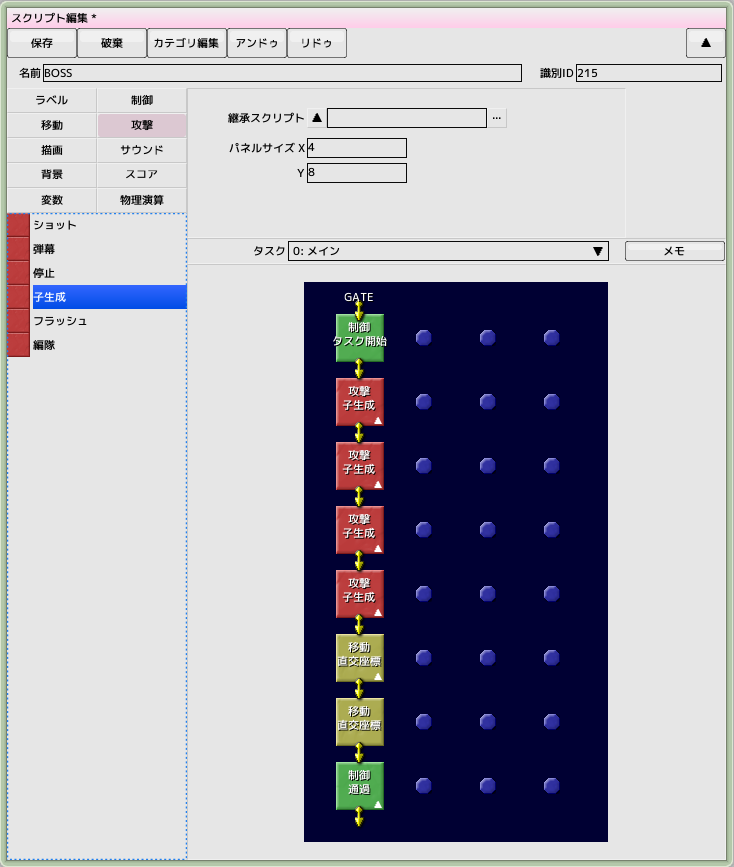 スクリプト編集 *
保存 破棄 カテゴリ編集 アンドゥ リドゥ ▲
名前 BOSS 識別ID 215
ラベル 制御
移動 攻撃
描画 サウンド
背景 スコア
変数 物理演算
ショット
弾幕
停止
子生成
フラッシュ
編隊
継承スクリプト ▲ ...
パネルサイズ X 4
Y 8
タスク 0: メイン ▼ メモ
GATE
制御
タスク開始
攻撃
子生成
攻撃
子生成
攻撃
子生成
攻撃
子生成
移動
直交座標
移動
直交座標
制御
通過